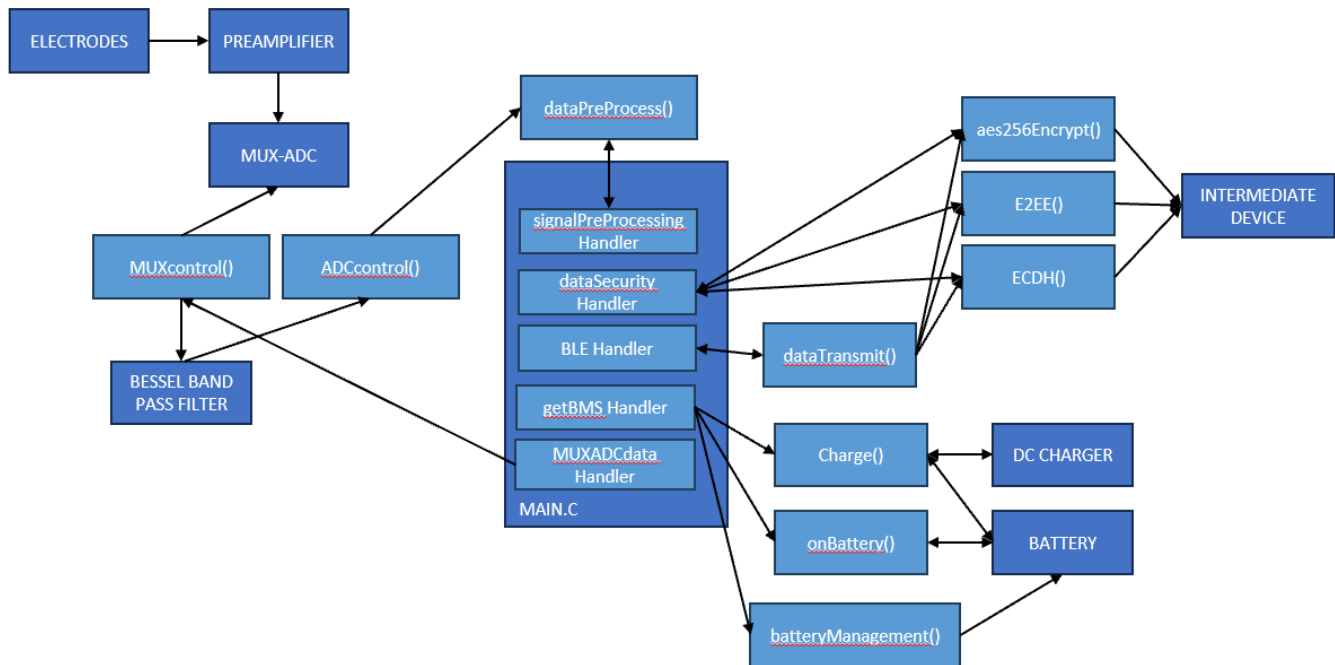 ELECTRODES
PREAMPLIFIER
MUX-ADC
MUXcontrol()
ADCcontrol()
BESSEL BAND
PASS FILTER
dataPreProcess()
signalPreProcessing
Handler
dataSecurity
Handler
BLE Handler
getBMS Handler
MUXADCdata
Handler
MAIN.C
dataTransmit()
aes256Encrypt()
E2EE()
ECDH()
INTERMEDIATE
DEVICE
Charge()
DC CHARGER
onBattery()
BATTERY
batteryManagement()